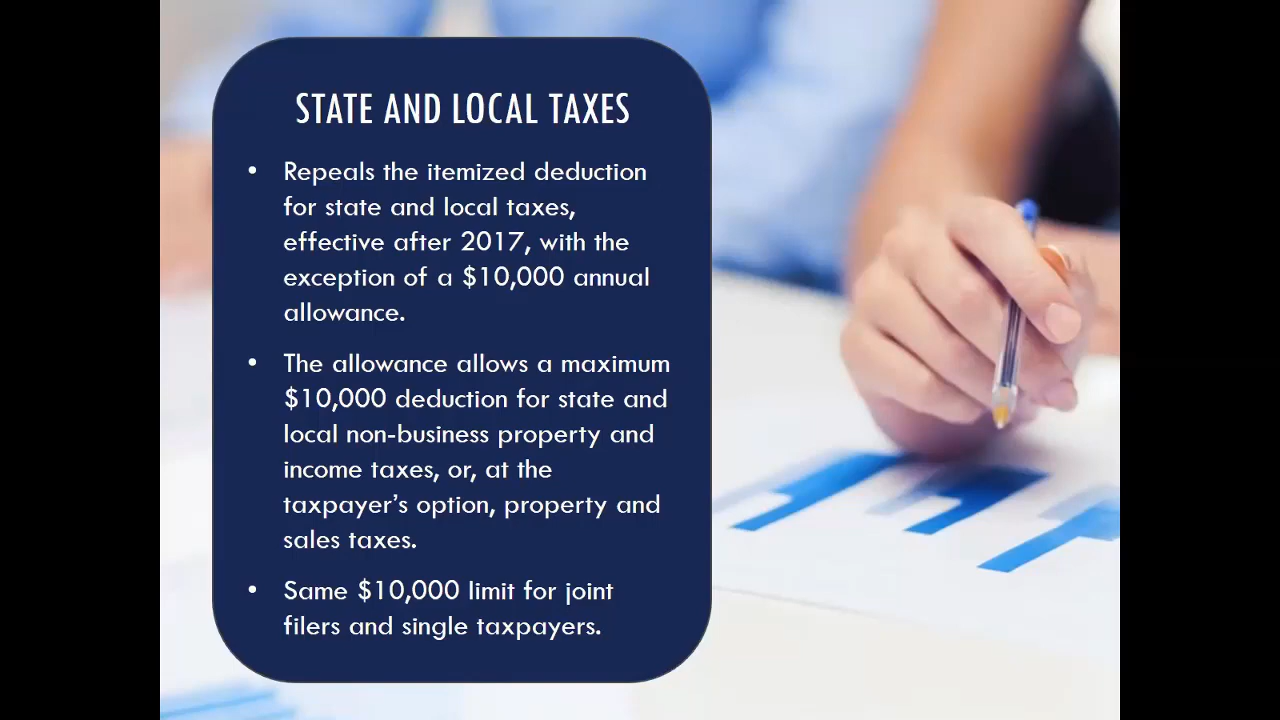 STATE AND LOCAL TAXES
• Repeals the itemized deduction
for state and local taxes,
effective after 2017, with the
exception of a $10,000 annual
allowance.
• The allowance allows a maximum
$10,000 deduction for state and
local non-business property and
income taxes, or, at the
taxpayer’s option, property and
sales taxes.
• Same $10,000 limit for joint
filers and single taxpayers.